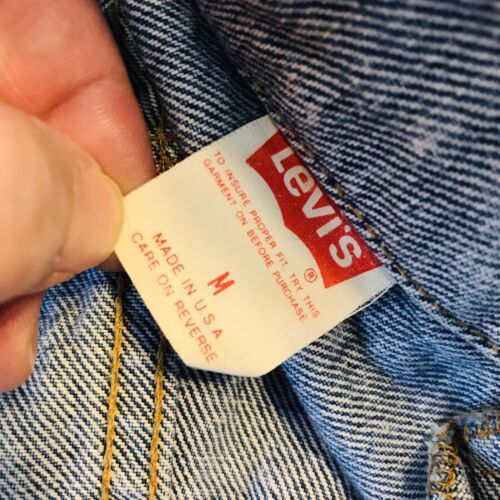 Levi's®
TO INSURE PROPER FIT, TRY THIS
GARMENT ON BEFORE PURCHASE
M
MADE IN U.S.A.
CARE ON REVERSE